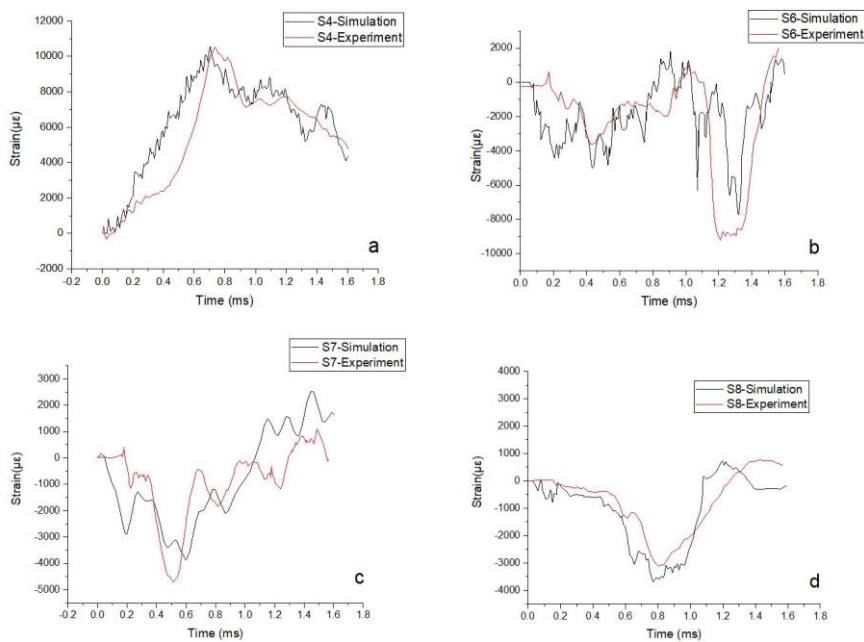 S4-Simulation
S4-Experiment
12000
10000
8000
6000
4000
2000
0
-2000
Strain(με)
-0.2 0.0 0.2 0.4 0.6 0.8 1.0 1.2 1.4 1.6 1.8
Time (ms)
a
S6-Simulation
S6-Experiment
2000
0
-2000
-4000
-6000
-8000
-10000
Strain(με)
0.0 0.2 0.4 0.6 0.8 1.0 1.2 1.4 1.6 1.8
Time (ms)
b
S7-Simulation
S7-Experiment
3000
2000
1000
0
-1000
-2000
-3000
-4000
-5000
Strain(με)
-0.2 0.0 0.2 0.4 0.6 0.8 1.0 1.2 1.4 1.6 1.8
Time (ms)
c
S8-Simulation
S8-Experiment
4000
3000
2000
1000
0
-1000
-2000
-3000
-4000
Strain(με)
0.0 0.2 0.4 0.6 0.8 1.0 1.2 1.4 1.6 1.8
Time (ms)
d